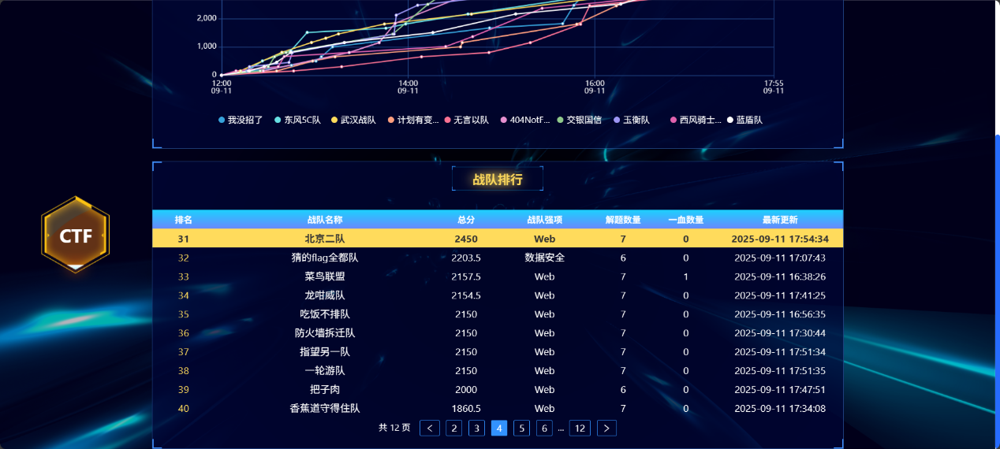 2,000
1,000
0
12:00 14:00 16:00 17:55
09-11 09-11 09-11 09-11
我没招了 东风5C队 武汉战队 计划有变... 无言以队 404NotF... 交银国信 玉衡队 西风骑士... 蓝盾队
战队排行
CTF
排名 战队名称 总分 战队强项 解题数量 一血数量 最新更新
31 北京二队 2450 Web 7 0 2025-09-11 17:54:34
32 猜的flag全都队 2203.5 数据安全 6 0 2025-09-11 17:07:43
33 菜鸟联盟 2157.5 Web 7 1 2025-09-11 16:38:26
34 龙咁威队 2154.5 Web 7 0 2025-09-11 17:41:25
35 吃饭不排队 2150 Web 7 0 2025-09-11 16:56:35
36 防火墙拆迁队 2150 Web 7 0 2025-09-11 17:30:44
37 指望另一队 2150 Web 7 0 2025-09-11 17:51:34
38 一轮游队 2150 Web 7 0 2025-09-11 17:51:35
39 把子肉 2000 Web 6 0 2025-09-11 17:47:51
40 香蕉道守得住队 1860.5 Web 7 0 2025-09-11 17:34:08
共 12 页 < 2 3 4 5 6 ... 12 >